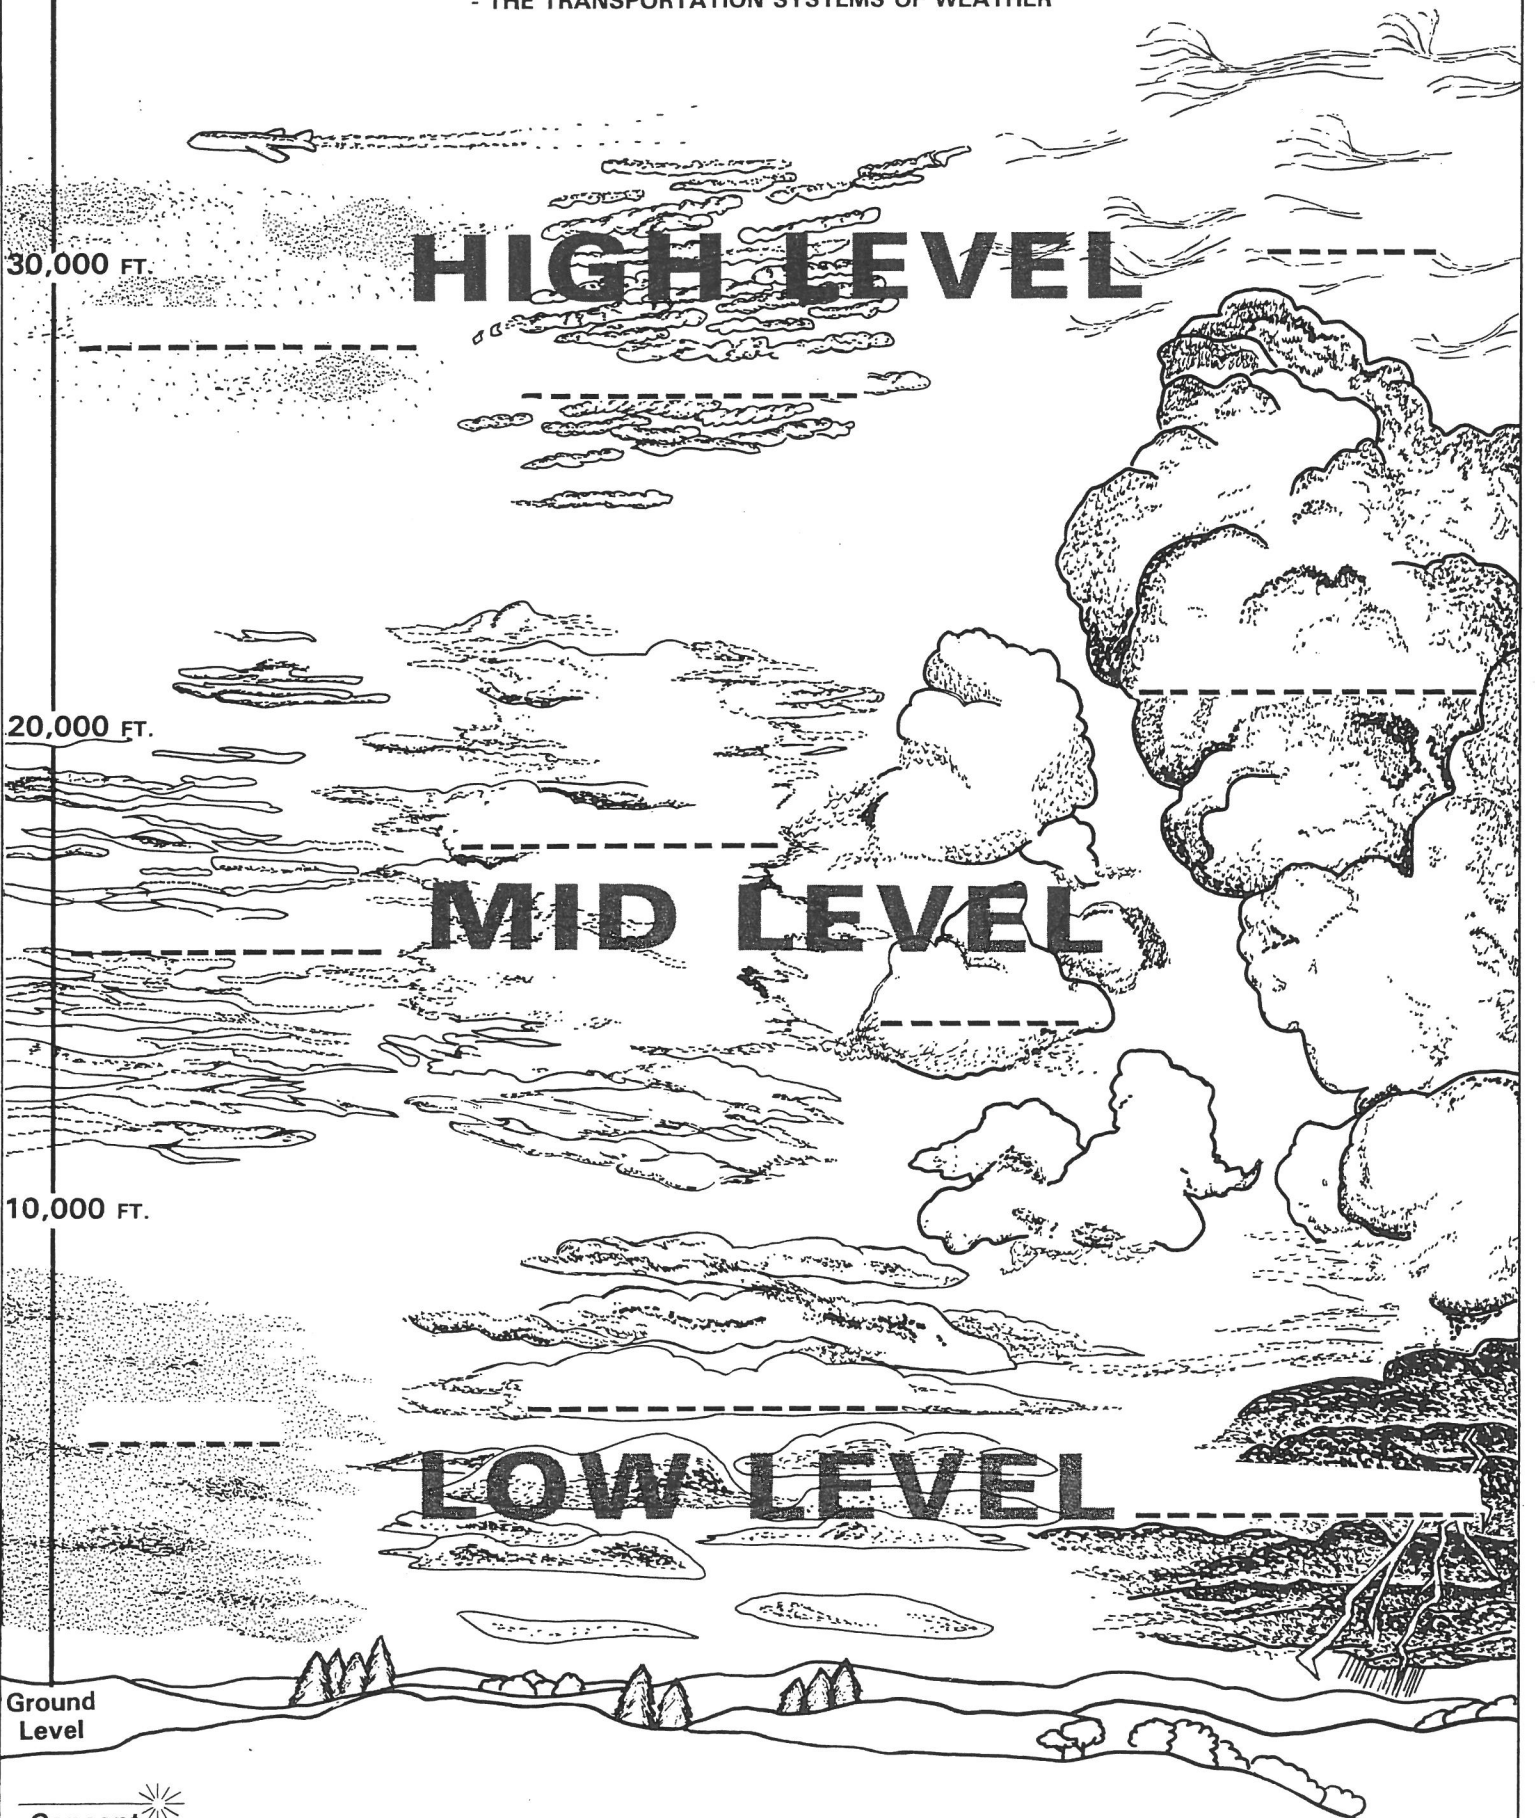 - THE TRANSPORTATION SYSTEMS OF WEATHER
HIGH LEVEL
30,000 FT.
20,000 FT.
MID LEVEL
10,000 FT.
LOW LEVEL
Ground
Level